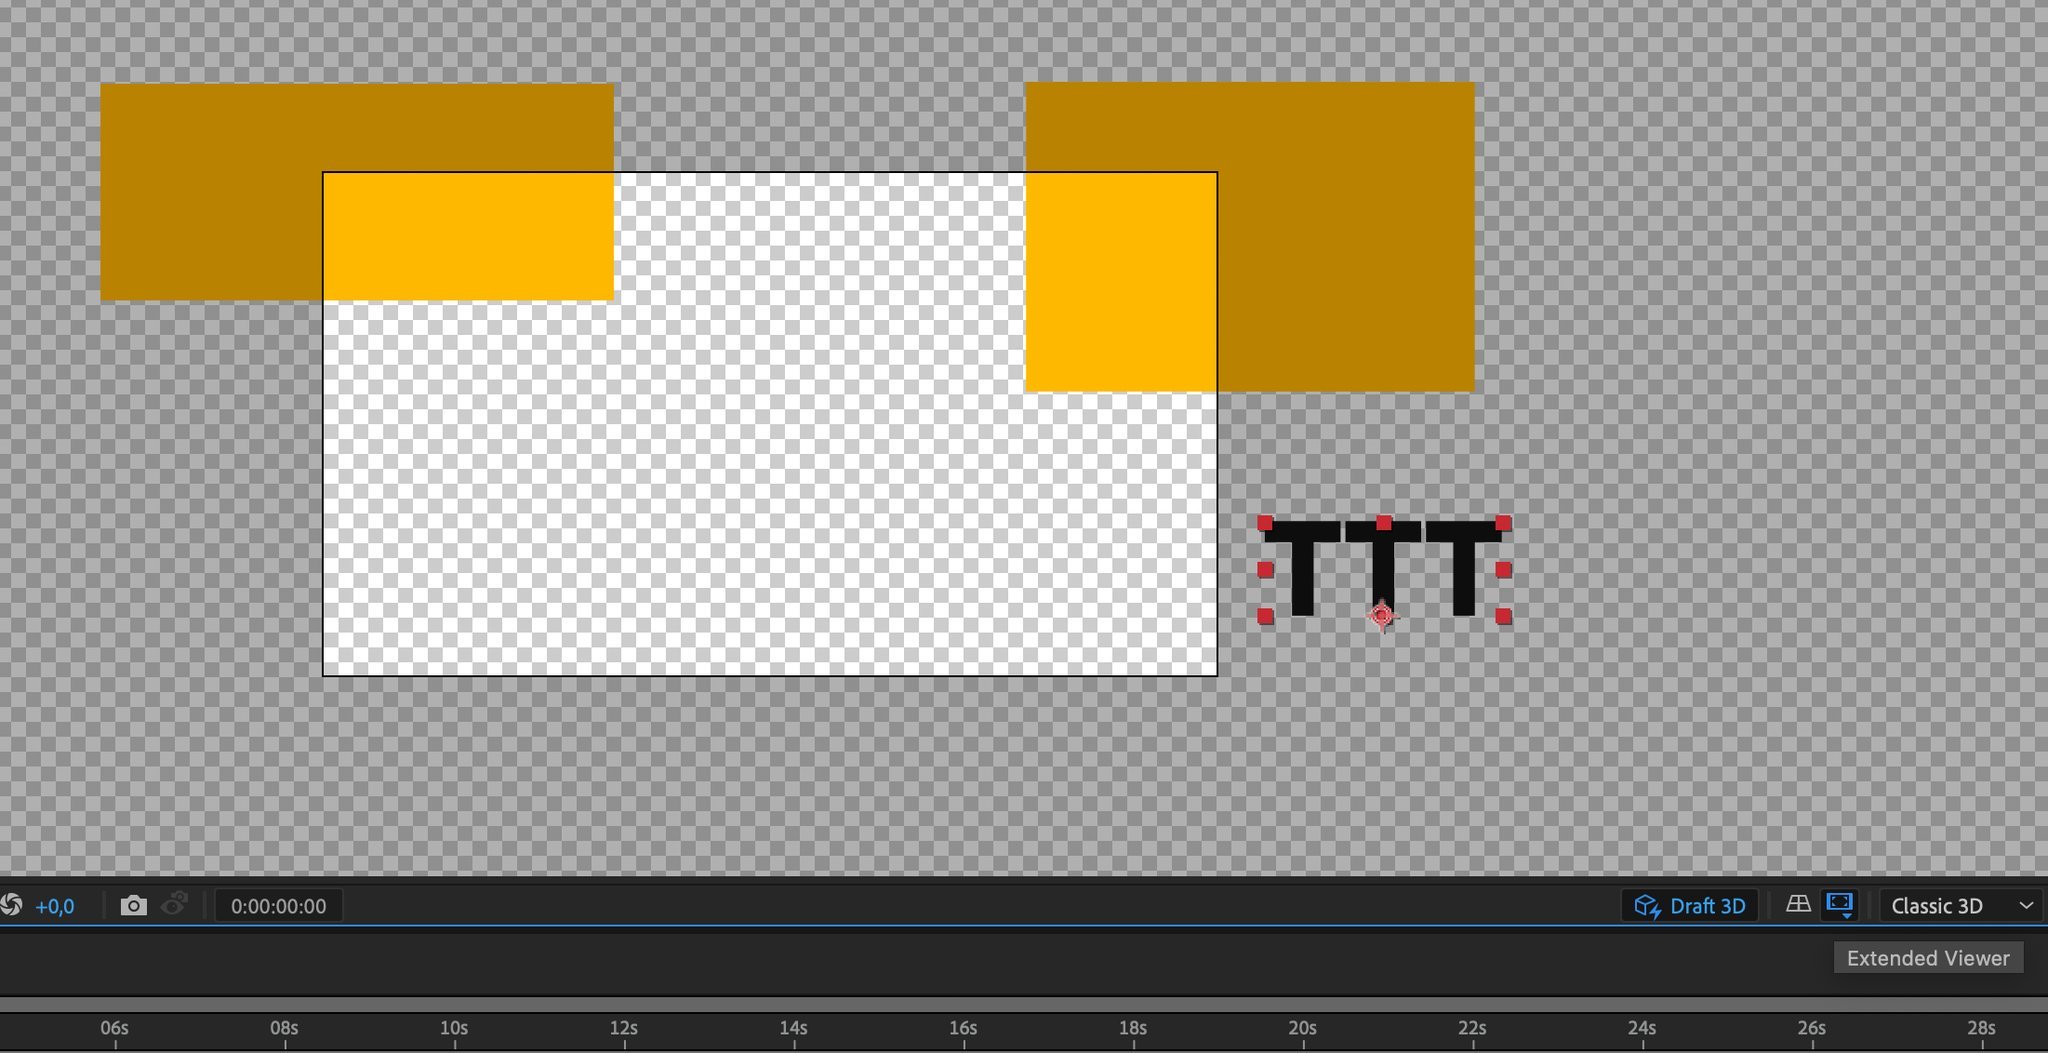 TTT
+0,0 0:00:00:00 Draft 3D Classic 3D
Extended Viewer
06s 08s 10s 12s 14s 16s 18s 20s 22s 24s 26s 28s